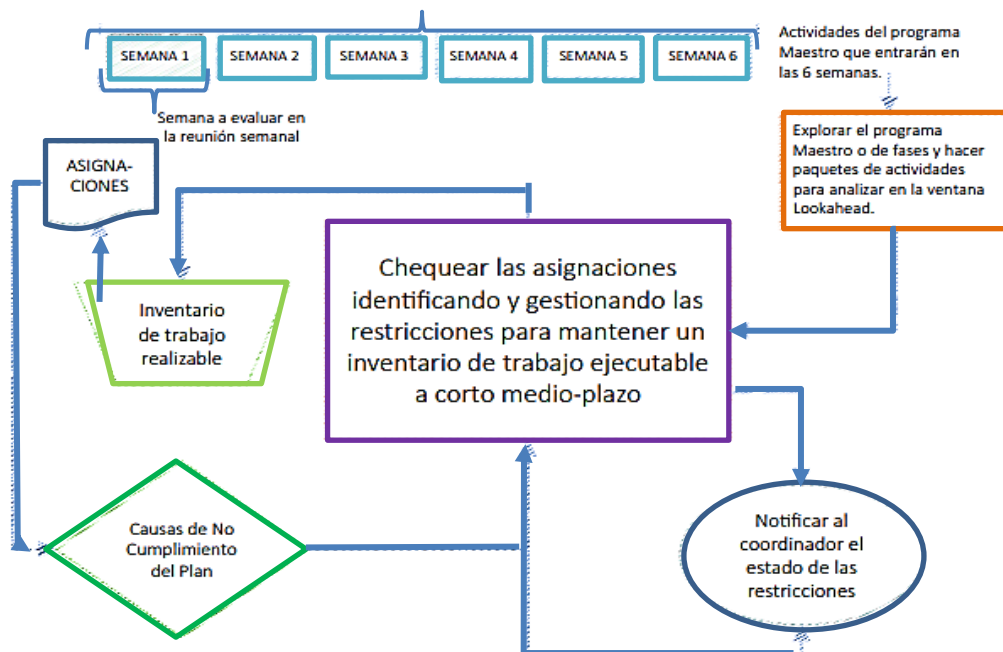 SEMANA 1
SEMANA 2
SEMANA 3
SEMANA 4
SEMANA 5
SEMANA 6
Actividades del programa
Maestro que entrarán en
las 6 semanas.
Semana a evaluar en
la reunión semanal
Explorar el programa
Maestro o de fases y hacer
paquetes de actividades
para analizar en la ventana
Lookahead.
ASIGNA-
CIONES
Chequear las asignaciones
identificando y gestionando las
restricciones para mantener un
inventario de trabajo ejecutable
a corto medio-plazo
Inventario
de trabajo
realizable
Causas de No
Cumplimiento
del Plan
Notificar al
coordinador el
estado de las
restricciones